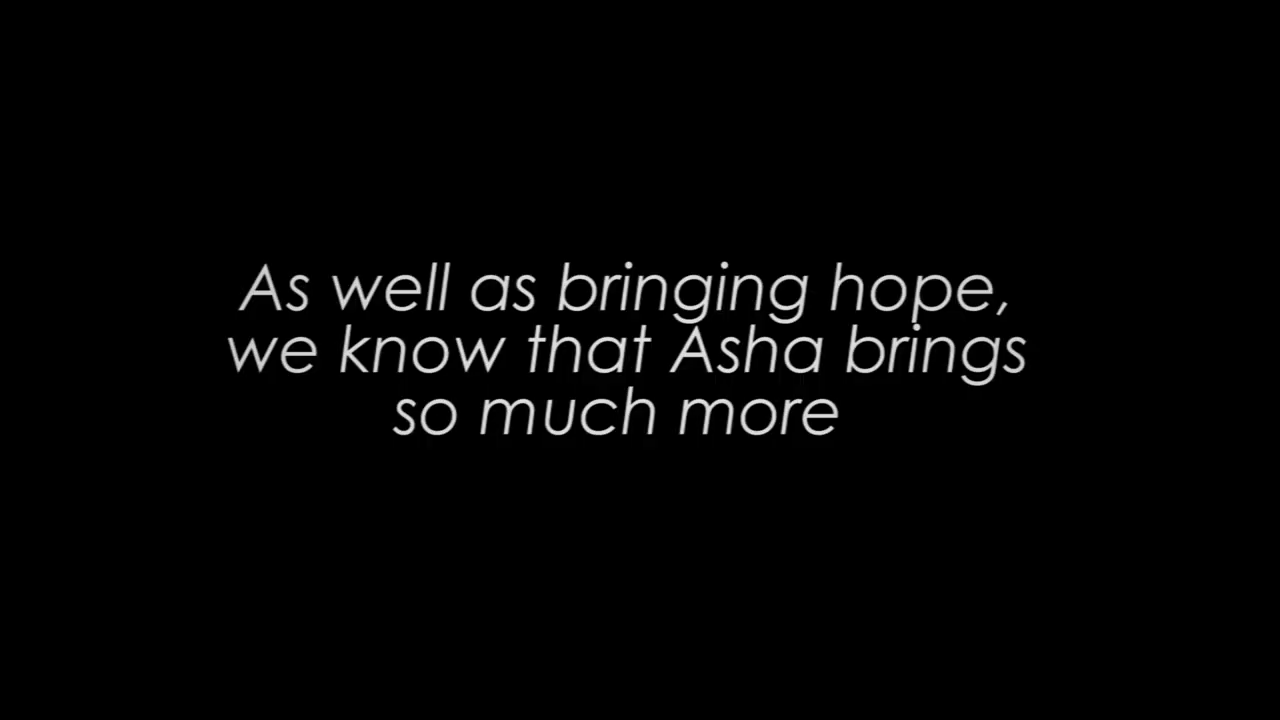 As well as bringing hope,
we know that Asha brings
so much more